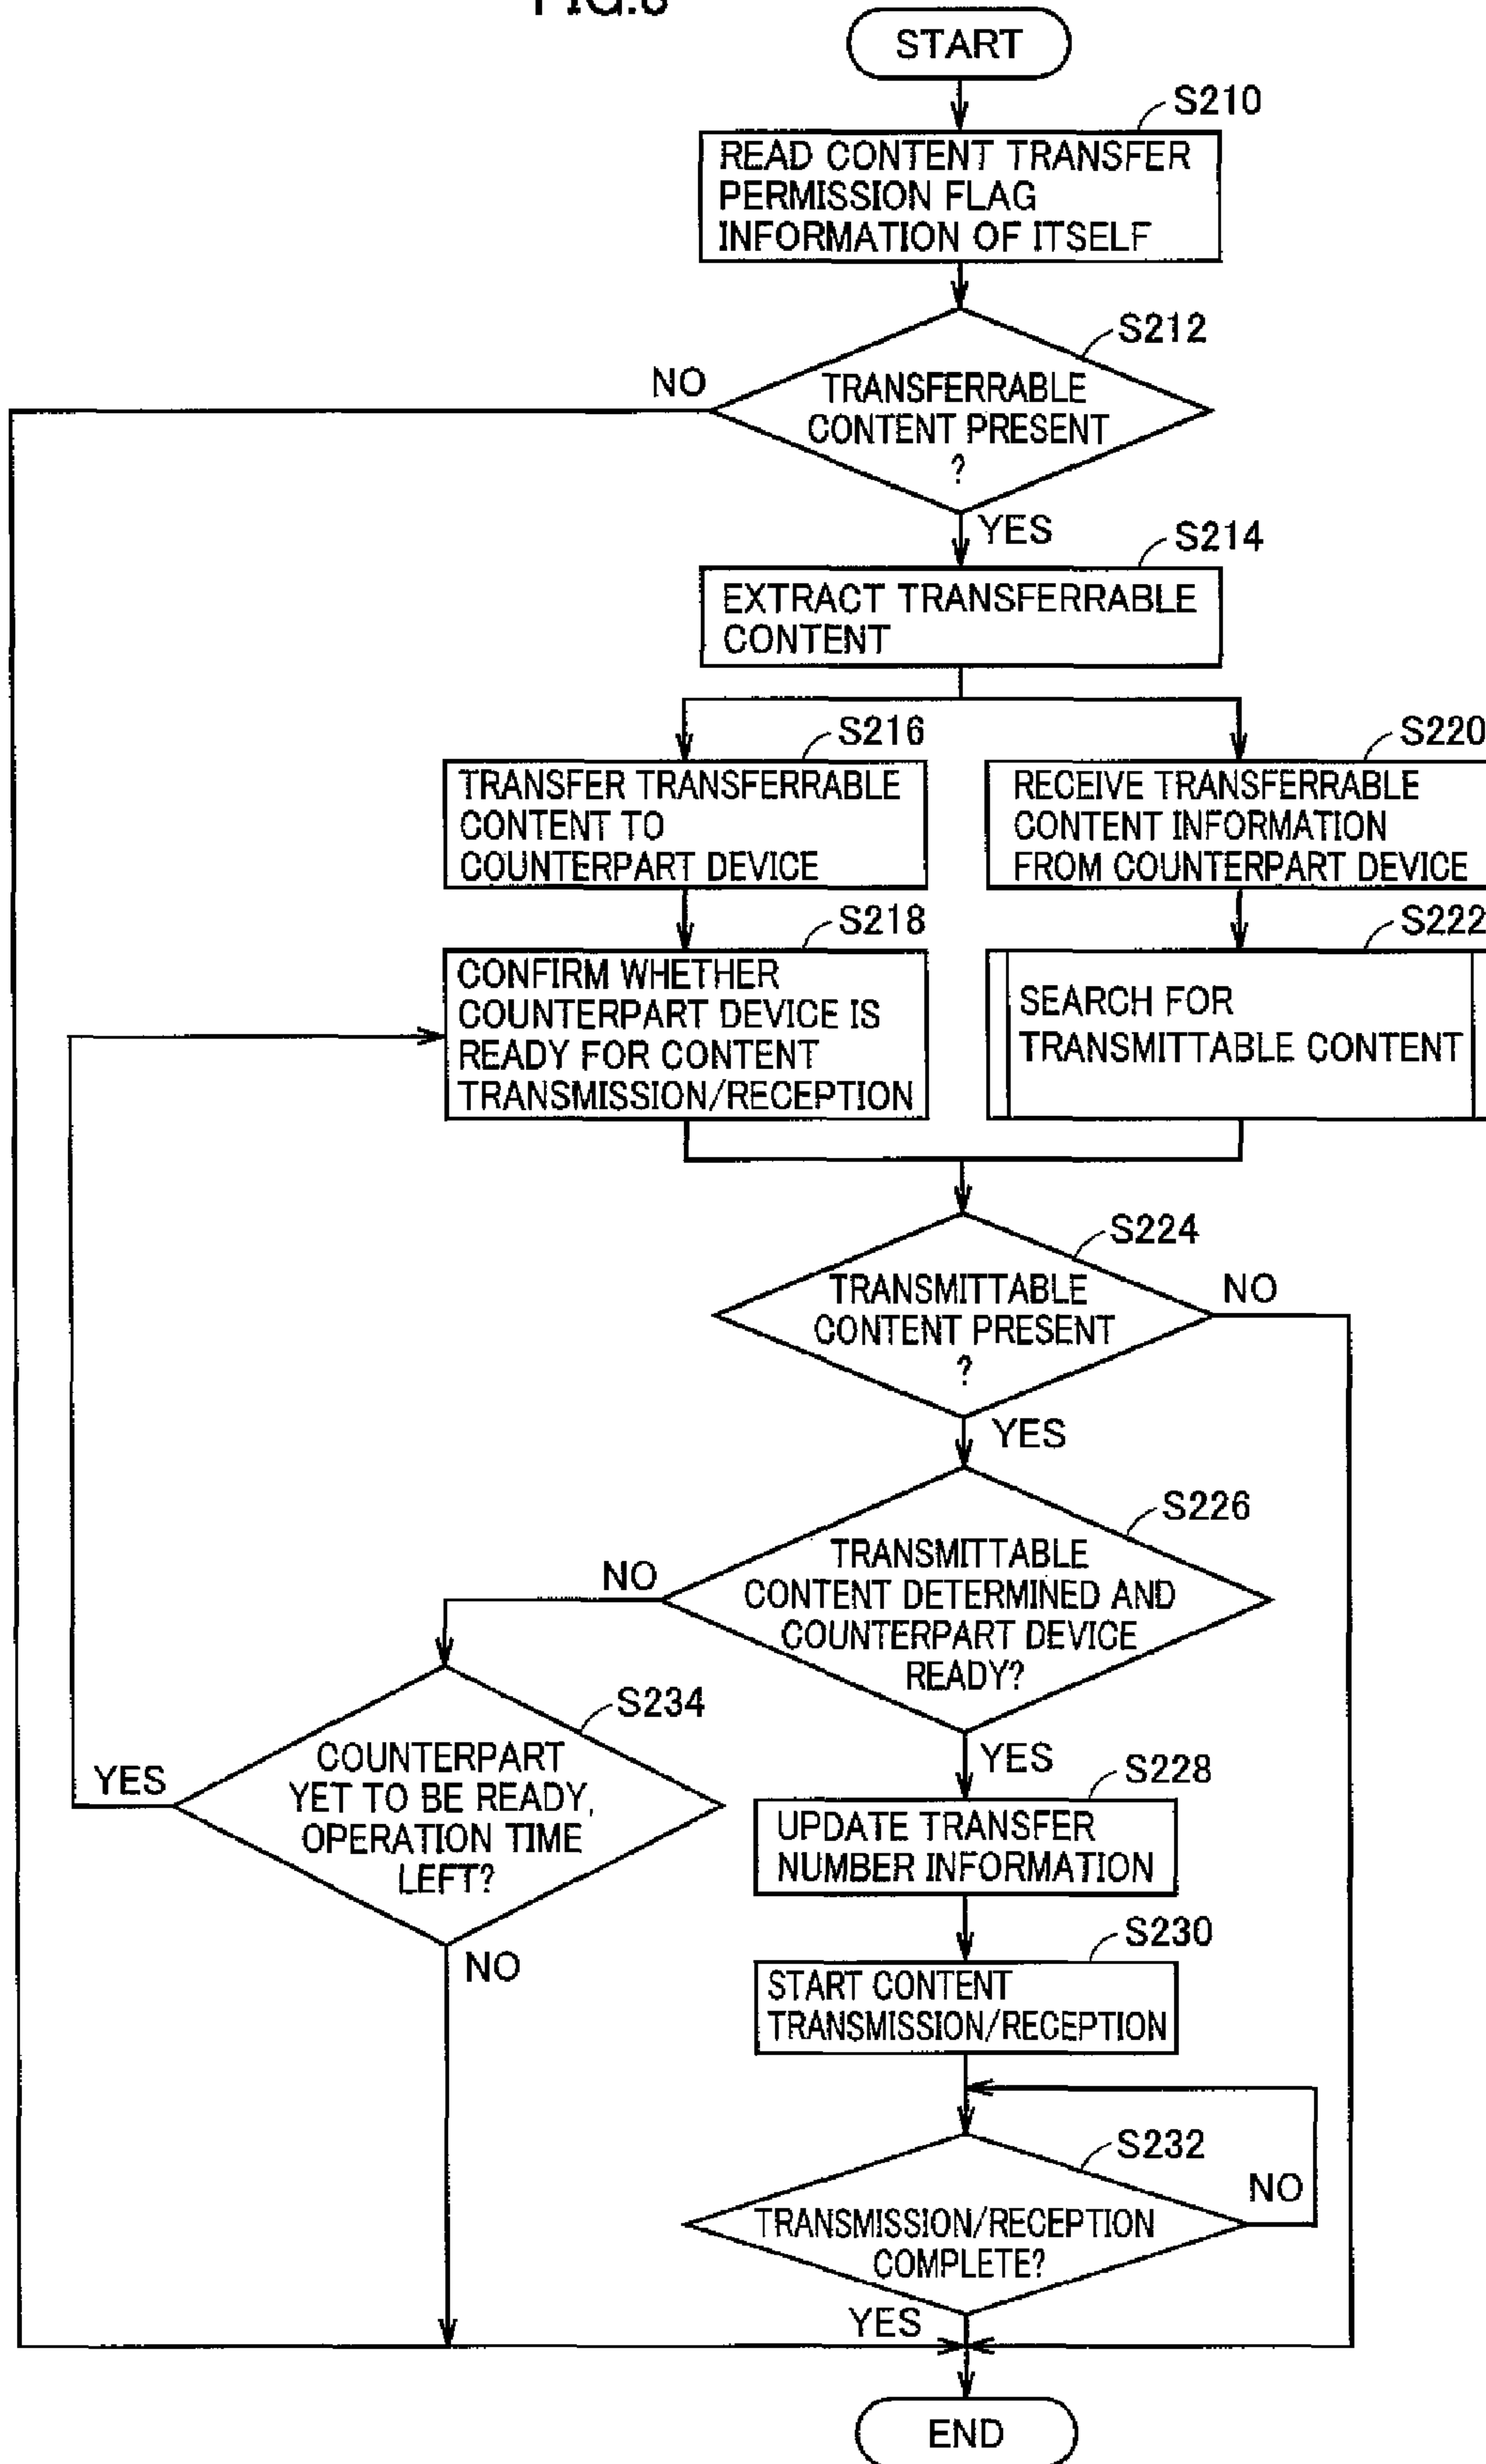 START
S210
READ CONTENT TRANSFER
PERMISSION FLAG
INFORMATION OF ITSELF
S212
NO
TRANSFERRABLE
CONTENT PRESENT
?
YES
S214
EXTRACT TRANSFERRABLE
CONTENT
S216
TRANSFER TRANSFERRABLE
CONTENT TO
COUNTERPART DEVICE
S220
RECEIVE TRANSFERRABLE
CONTENT INFORMATION
FROM COUNTERPART DEVICE
S218
CONFIRM WHETHER
COUNTERPART DEVICE IS
READY FOR CONTENT
TRANSMISSION/RECEPTION
S222
SEARCH FOR
TRANSMITTABLE CONTENT
S224
TRANSMITTABLE
CONTENT PRESENT
?
NO
YES
S226
TRANSMITTABLE
CONTENT DETERMINED AND
COUNTERPART DEVICE
READY?
NO
YES
S234
COUNTERPART
YET TO BE READY,
OPERATION TIME
LEFT?
YES
NO
S228
UPDATE TRANSFER
NUMBER INFORMATION
S230
START CONTENT
TRANSMISSION/RECEPTION
S232
TRANSMISSION/RECEPTION
COMPLETE?
NO
YES
END